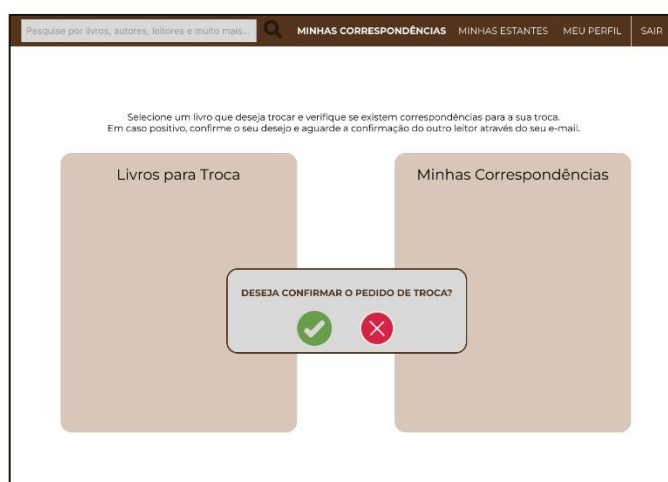 Pesquise por livros, autores, leitores e muito mais...
MINHAS CORRESPONDÊNCIAS
MINHAS ESTANTES
MEU PERFIL
SAIR
Selecione um livro que deseja trocar e verifique se existem correspondências para a sua troca.
Em caso positivo, confirme o seu desejo e aguarde a confirmação do outro leitor através do seu e-mail.
Livros para Troca
Minhas Correspondências
DESEJA CONFIRMAR O PEDIDO DE TROCA?